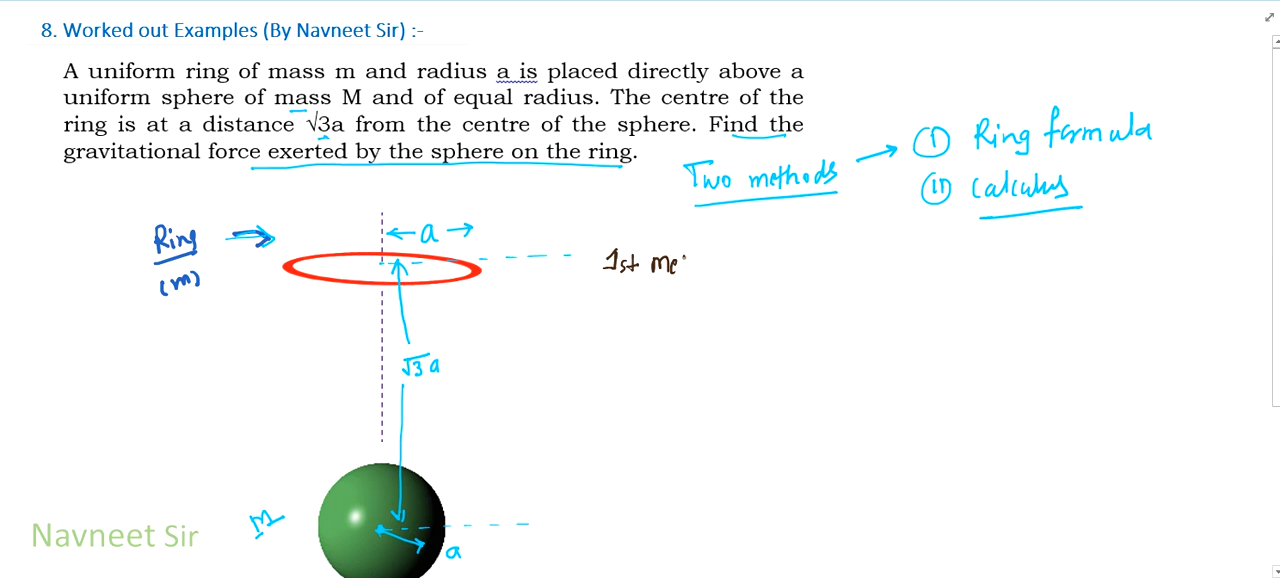 8. Worked out Examples (By Navneet Sir) :-
A uniform ring of mass m and radius a is placed directly above a
uniform sphere of mass M and of equal radius. The centre of the
ring is at a distance √3a from the centre of the sphere. Find the
gravitational force exerted by the sphere on the ring.
Two methods → (I) Ring formula
(II) Calculus
Ring
(m)
a
1st me
√3a
M
a
Navneet Sir